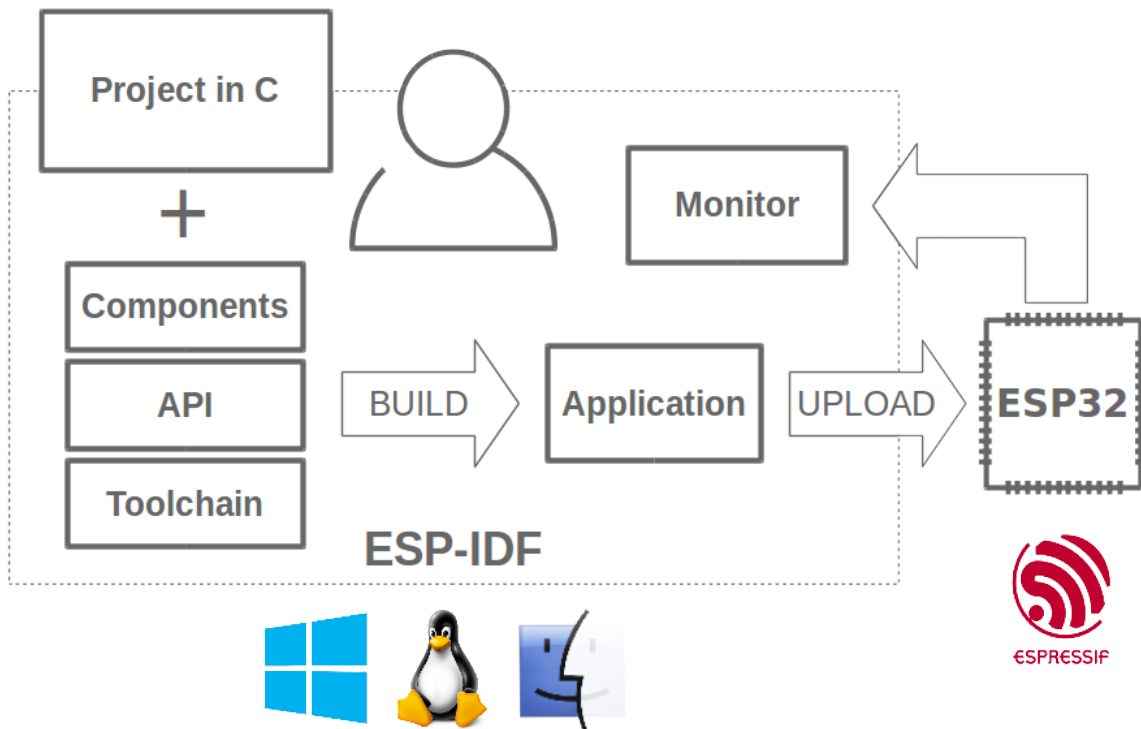 Project in C
+
Components
API
Toolchain
BUILD
Application
UPLOAD
Monitor
ESP32
ESP-IDF
ESPRESSIF